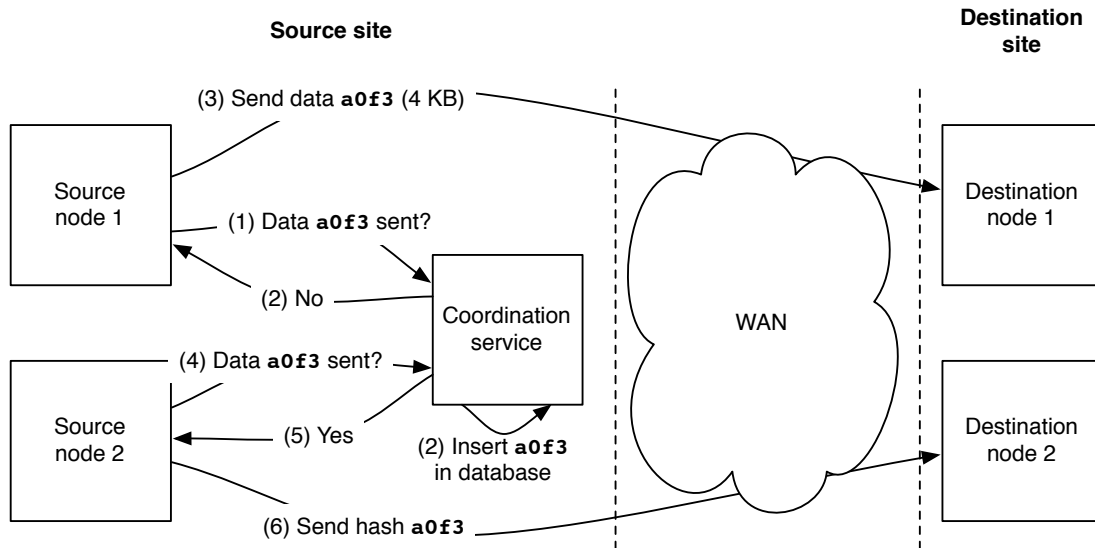 Source site
Destination
site
(3) Send data a0f3 (4 KB)
Source
node 1
Destination
node 1
(1) Data a0f3 sent?
(2) No
Coordination
service
WAN
(4) Data a0f3 sent?
Source
node 2
Destination
node 2
(5) Yes
(2) Insert a0f3
in database
(6) Send hash a0f3